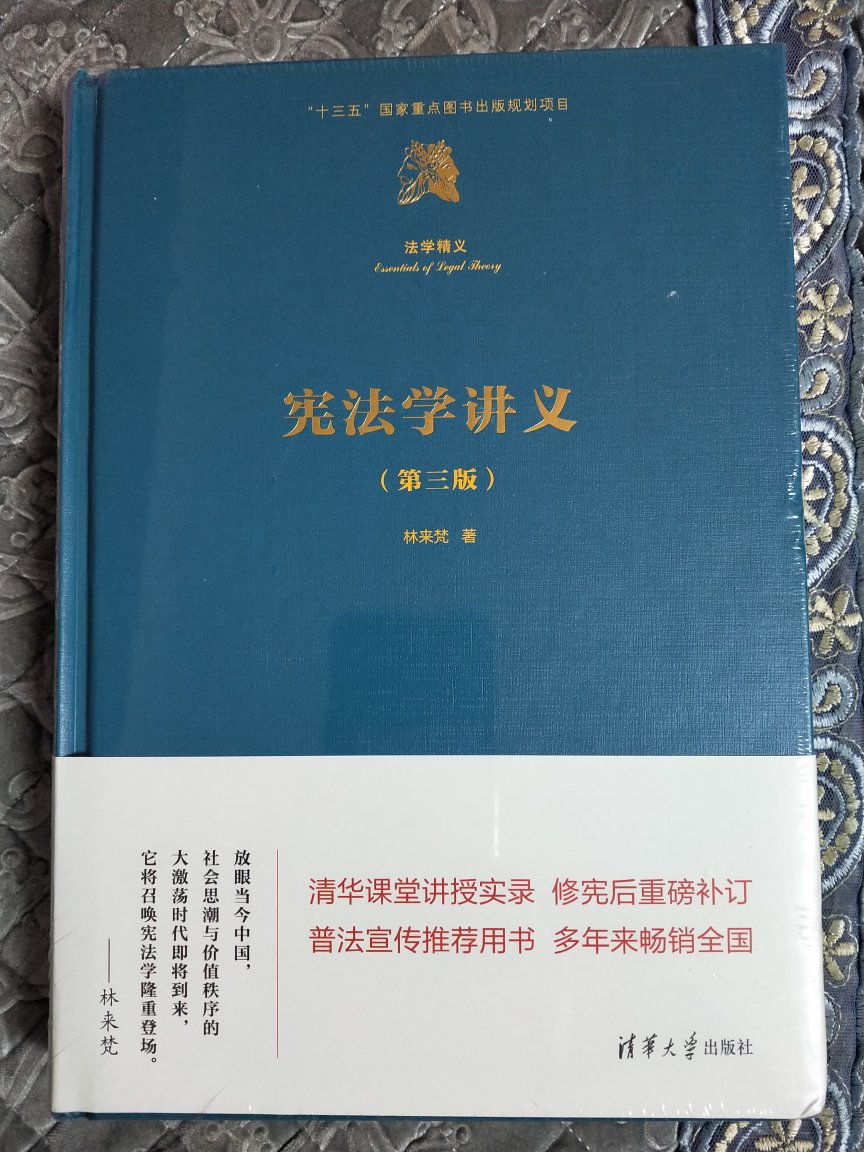 “十三五”国家重点图书出版规划项目
法学精义
Essentials of Legal Theory
宪法学讲义
（第三版）
林来梵 著
放眼当今中国，
社会思潮与价值秩序的
大激荡时代即将到来，
它将召唤宪法学隆重登场。
——林来梵
清华课堂讲授实录 修宪后重磅补订
普法宣传推荐用书 多年来畅销全国
清华大学出版社